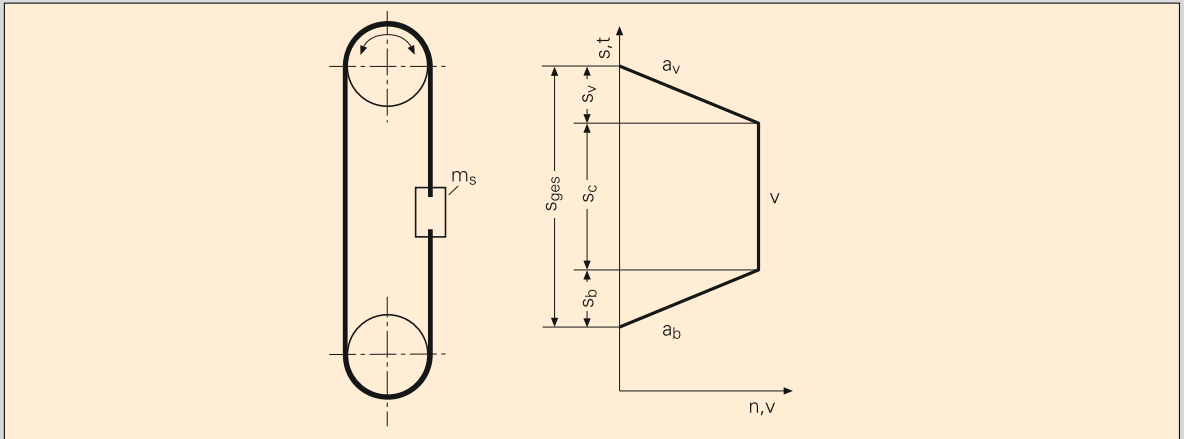 s,t
a_v
s_v
m_s
s_ges
s_c
v
s_b
a_b
n,v